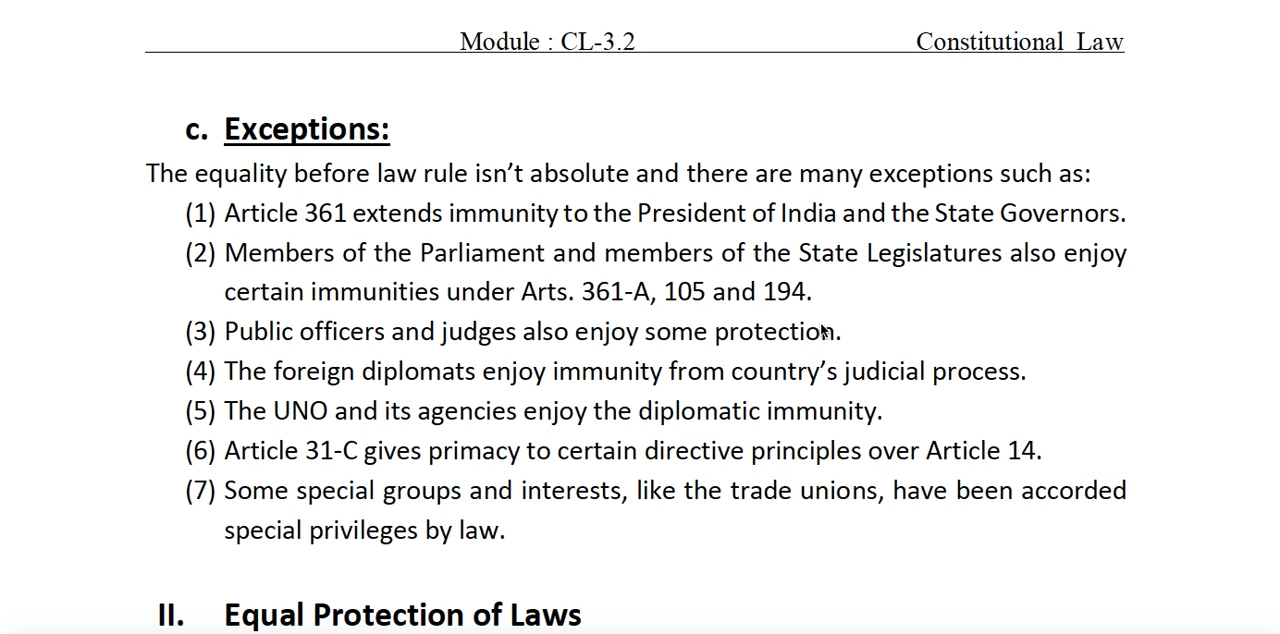 Module : CL-3.2 Constitutional Law
c. Exceptions:
The equality before law rule isn’t absolute and there are many exceptions such as:
(1) Article 361 extends immunity to the President of India and the State Governors.
(2) Members of the Parliament and members of the State Legislatures also enjoy
certain immunities under Arts. 361-A, 105 and 194.
(3) Public officers and judges also enjoy some protection.
(4) The foreign diplomats enjoy immunity from country’s judicial process.
(5) The UNO and its agencies enjoy the diplomatic immunity.
(6) Article 31-C gives primacy to certain directive principles over Article 14.
(7) Some special groups and interests, like the trade unions, have been accorded
special privileges by law.
II. Equal Protection of Laws